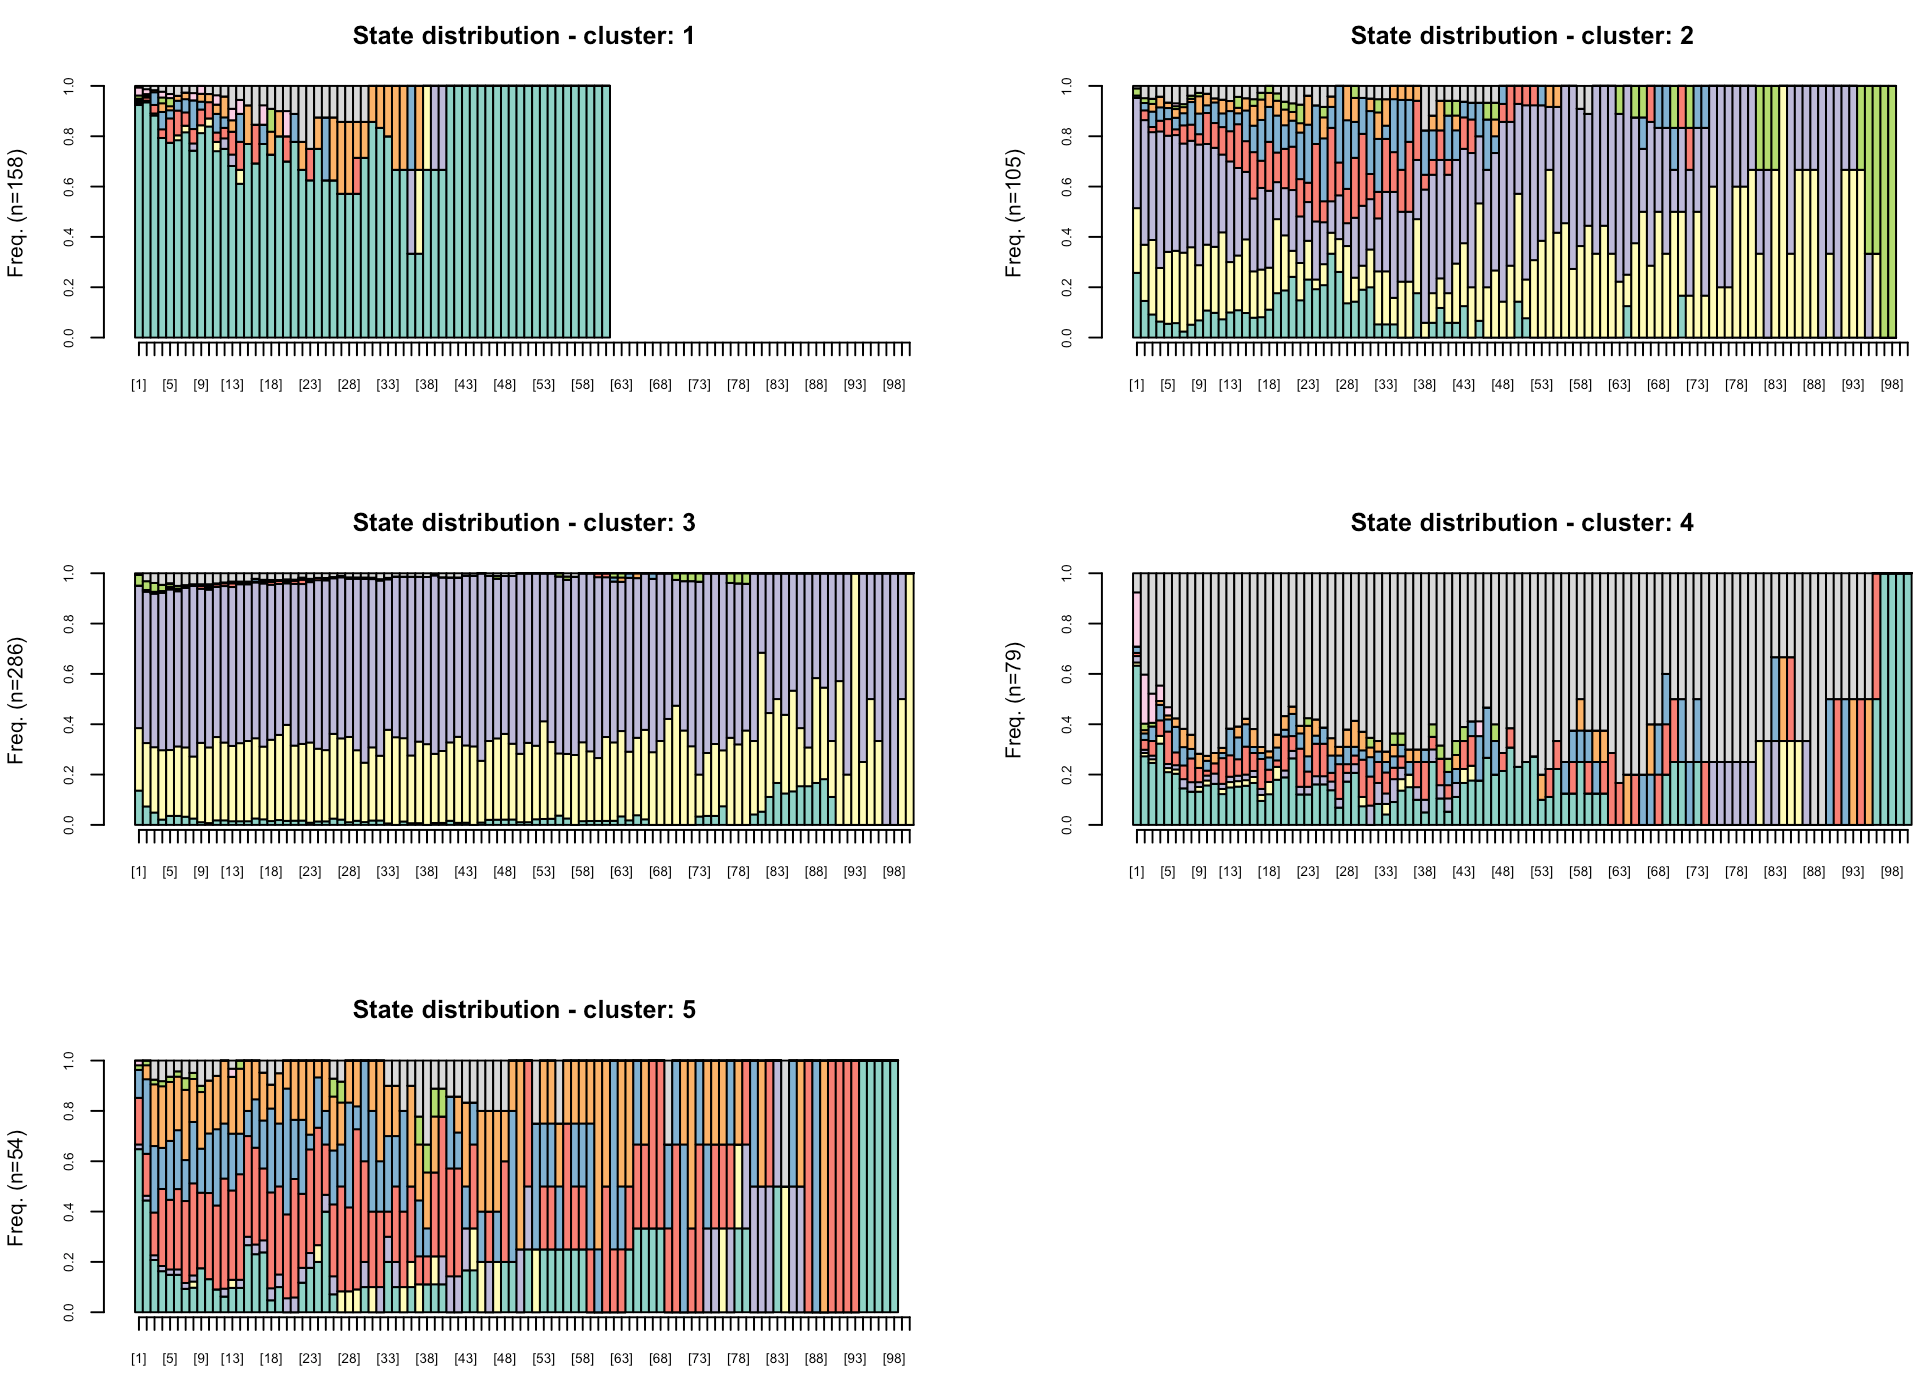 State distribution - cluster: 1
Freq. (n=158)
0.0 0.2 0.4 0.6 0.8 1.0
[1] [5] [9] [13] [18] [23] [28] [33] [38] [43] [48] [53] [58] [63] [68] [73] [78] [83] [88] [93] [98]
State distribution - cluster: 2
Freq. (n=105)
0.0 0.2 0.4 0.6 0.8 1.0
[1] [5] [9] [13] [18] [23] [28] [33] [38] [43] [48] [53] [58] [63] [68] [73] [78] [83] [88] [93] [98]
State distribution - cluster: 3
Freq. (n=286)
0.0 0.2 0.4 0.6 0.8 1.0
[1] [5] [9] [13] [18] [23] [28] [33] [38] [43] [48] [53] [58] [63] [68] [73] [78] [83] [88] [93] [98]
State distribution - cluster: 4
Freq. (n=79)
0.0 0.2 0.4 0.6 0.8 1.0
[1] [5] [9] [13] [18] [23] [28] [33] [38] [43] [48] [53] [58] [63] [68] [73] [78] [83] [88] [93] [98]
State distribution - cluster: 5
Freq. (n=54)
0.0 0.2 0.4 0.6 0.8 1.0
[1] [5] [9] [13] [18] [23] [28] [33] [38] [43] [48] [53] [58] [63] [68] [73] [78] [83] [88] [93] [98]